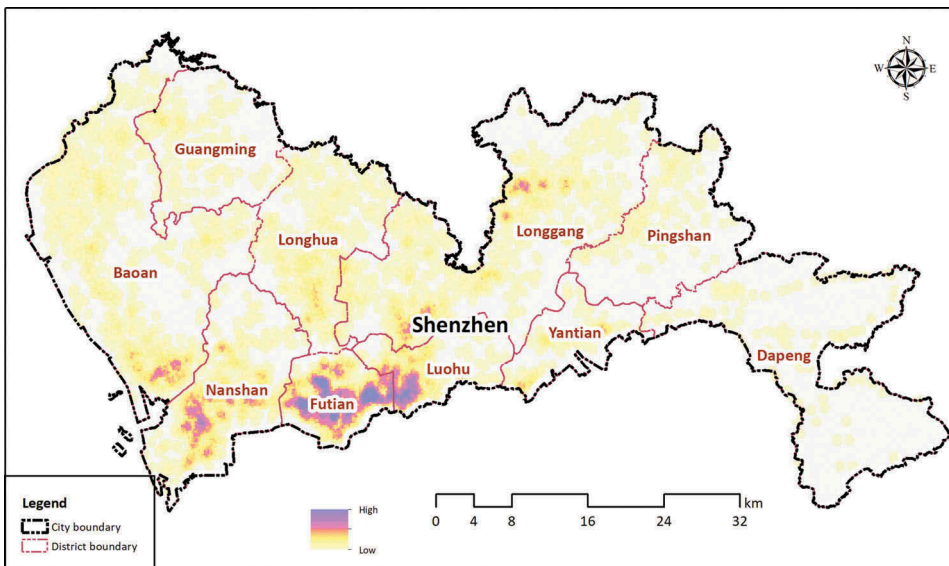 N
W E
S
Guangming
Longhua
Longgang
Pingshan
Baoan
Shenzhen
Yantian
Dapeng
Luohu
Nanshan
Futian
Legend
City boundary
District boundary
High
Low
km
0 4 8 16 24 32